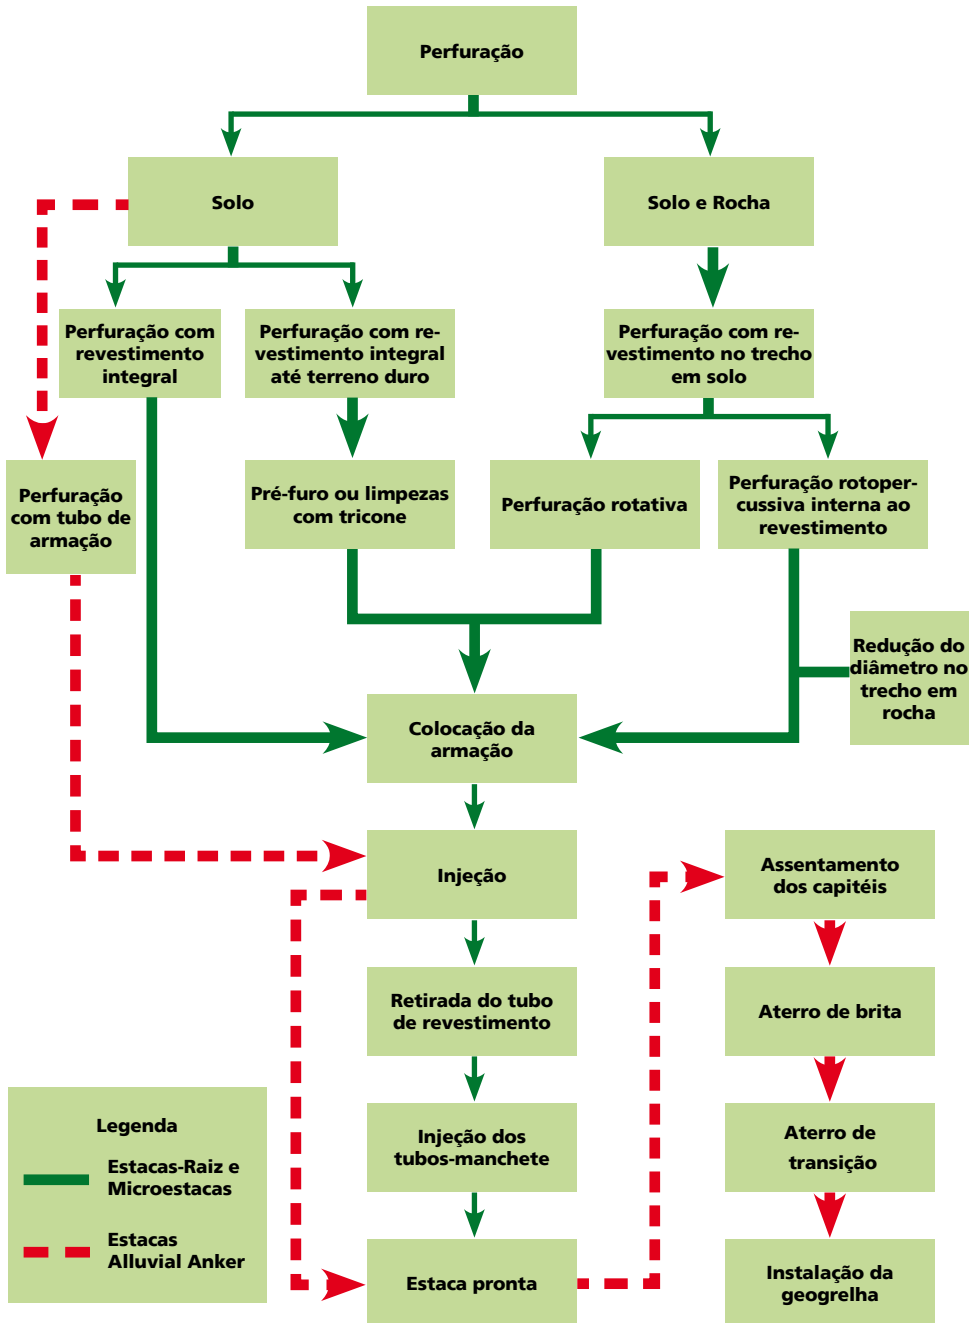 Perfuração
Solo
Solo e Rocha
Perfuração com
revestimento
integral
Perfuração com re-
vestimento integral
até terreno duro
Perfuração com re-
vestimento no trecho
em solo
Perfuração
com tubo de
armação
Pré-furo ou limpezas
com tricone
Perfuração rotativa
Perfuração rotoper-
cussiva interna ao
revestimento
Redução do
diâmetro no
trecho em
rocha
Colocação da
armação
Injeção
Assentamento
dos capitéis
Retirada do tubo
de revestimento
Aterro de brita
Injeção dos
tubos-manchete
Aterro de
transição
Estaca pronta
Instalação da
geogrelha
Legenda
Estacas-Raiz e
Microestacas
Estacas
Alluvial Anker